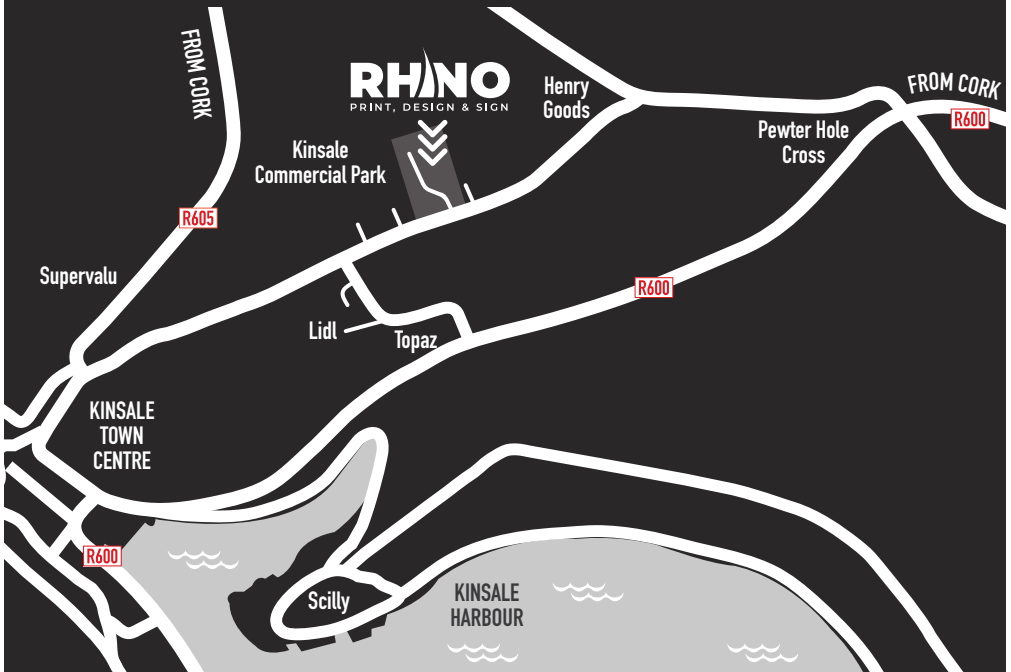 FROM CORK
RHINO
PRINT, DESIGN & SIGN
Henry
Goods
FROM CORK
R600
Pewter Hole
Cross
Kinsale
Commercial Park
R605
Supervalu
R600
Lidl
Topaz
KINSALE
TOWN
CENTRE
R600
Scilly
KINSALE
HARBOUR